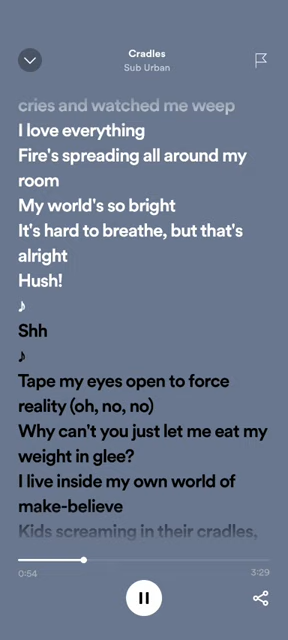 Cradles
Sub Urban
cries and watched me weep
I love everything
Fire's spreading all around my
room
My world's so bright
It's hard to breathe, but that's
alright
Hush!
♪
Shh
♪
Tape my eyes open to force
reality (oh, no, no)
Why can't you just let me eat my
weight in glee?
I live inside my own world of
make-believe
Kids screaming in their cradles,
0:54
3:29